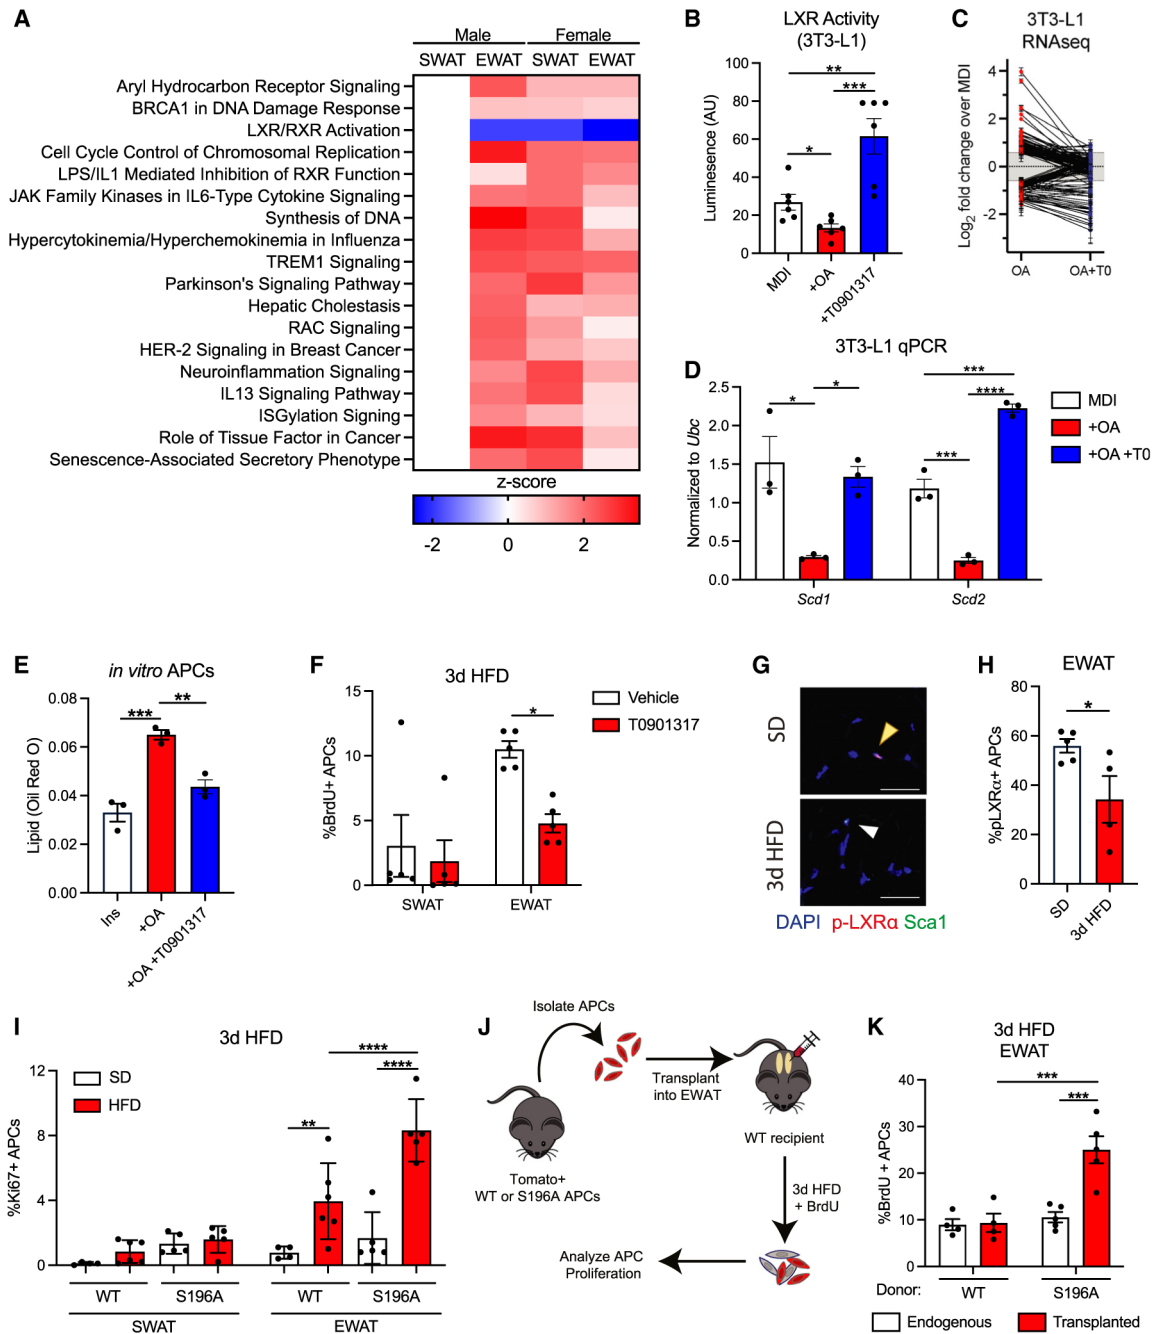 A
Male
Female
SWAT EWAT SWAT EWAT
Aryl Hydrocarbon Receptor Signaling
BRCA1 in DNA Damage Response
LXR/RXR Activation
Cell Cycle Control of Chromosomal Replication
LPS/IL1 Mediated Inhibition of RXR Function
JAK Family Kinases in IL6-Type Cytokine Signaling
Synthesis of DNA
Hypercytokinemia/Hyperchemokinemia in Influenza
TREM1 Signaling
Parkinson's Signaling Pathway
Hepatic Cholestasis
RAC Signaling
HER-2 Signaling in Breast Cancer
Neuroinflammation Signaling
IL13 Signaling Pathway
ISGylation Signing
Role of Tissue Factor in Cancer
Senescence-Associated Secretory Phenotype
z-score
-2 0 2
B
LXR Activity
(3T3-L1)
Luminesence (AU)
100
80
60
40
20
0
**
***
*
MDI
+OA
+T0901317
C
3T3-L1
RNAseq
Log2 fold change over MDI
4
2
0
-2
OA
OA+T0
D
3T3-L1 qPCR
Normalized to Ubc
2.5
2.0
1.5
1.0
0.5
0.0
*
*
***
****
***
Scd1
Scd2
MDI
+OA
+OA +T0
E
in vitro APCs
Lipid (Oil Red O)
0.08
0.06
0.04
0.02
0.00
***
**
Ins
+OA
+OA +T0901317
F
3d HFD
Vehicle
T0901317
%BrdU+ APCs
15
10
5
0
*
SWAT
EWAT
G
SD
3d HFD
DAPI p-LXRα Sca1
H
EWAT
%pLXRα+ APCs
80
60
40
20
0
*
SD
3d HFD
I
3d HFD
SD
HFD
%Ki67+ APCs
12
8
4
0
**
****
****
WT
S196A
WT
S196A
SWAT
EWAT
J
Isolate APCs
Transplant
into EWAT
Tomato+
WT or S196A APCs
WT recipient
3d HFD
+ BrdU
Analyze APC
Proliferation
K
3d HFD
EWAT
%BrdU + APCs
40
30
20
10
0
***
***
Donor:
WT
S196A
Endogenous
Transplanted